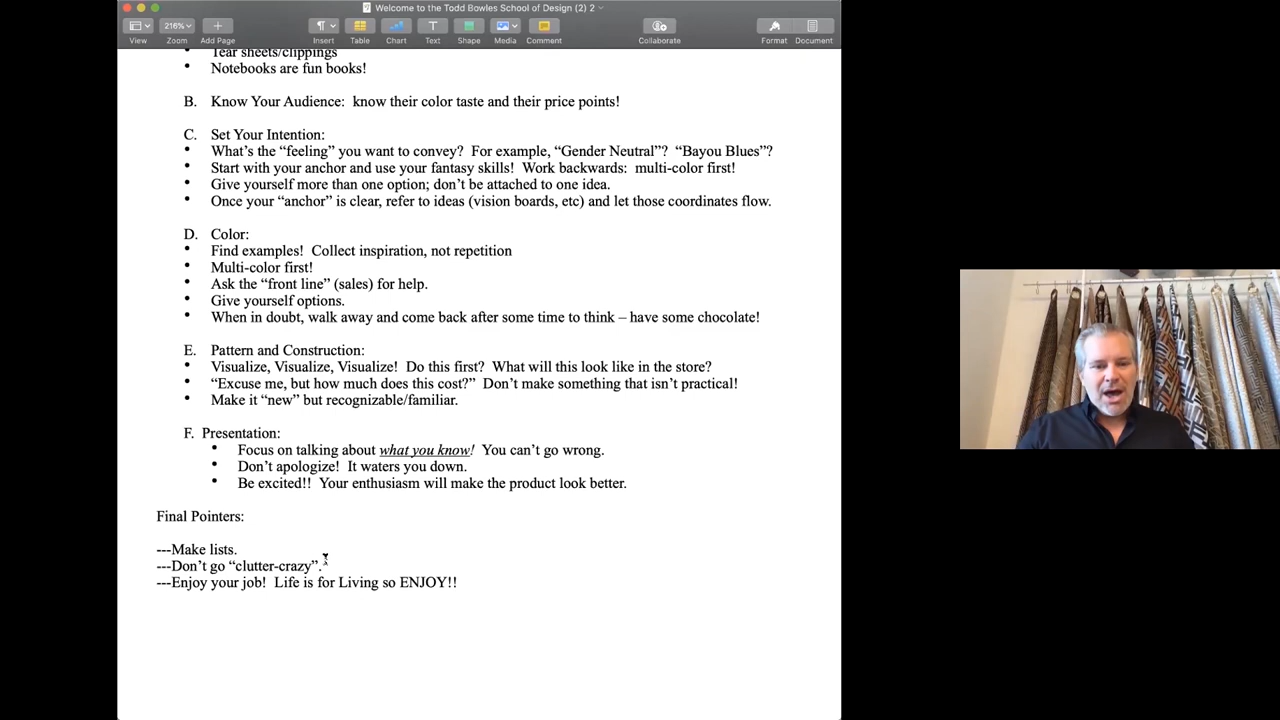 Welcome to the Todd Bowles School of Design (2) 2
216%
View
Zoom
Add Page
Insert
Table
Chart
Text
Shape
Media
Comment
Collaborate
Format
Document
• Tear sheets/clippings
• Notebooks are fun books!
B. Know Your Audience: know their color taste and their price points!
C. Set Your Intention:
• What’s the “feeling” you want to convey? For example, “Gender Neutral”? “Bayou Blues”?
• Start with your anchor and use your fantasy skills! Work backwards: multi-color first!
• Give yourself more than one option; don’t be attached to one idea.
• Once your “anchor” is clear, refer to ideas (vision boards, etc) and let those coordinates flow.
D. Color:
• Find examples! Collect inspiration, not repetition
• Multi-color first!
• Ask the “front line” (sales) for help.
• Give yourself options.
• When in doubt, walk away and come back after some time to think – have some chocolate!
E. Pattern and Construction:
• Visualize, Visualize, Visualize! Do this first? What will this look like in the store?
• “Excuse me, but how much does this cost?” Don’t make something that isn’t practical!
• Make it “new” but recognizable/familiar.
F. Presentation:
• Focus on talking about what you know! You can’t go wrong.
• Don’t apologize! It waters you down.
• Be excited!! Your enthusiasm will make the product look better.
Final Pointers:
---Make lists.
---Don’t go “clutter-crazy”.
---Enjoy your job! Life is for Living so ENJOY!!